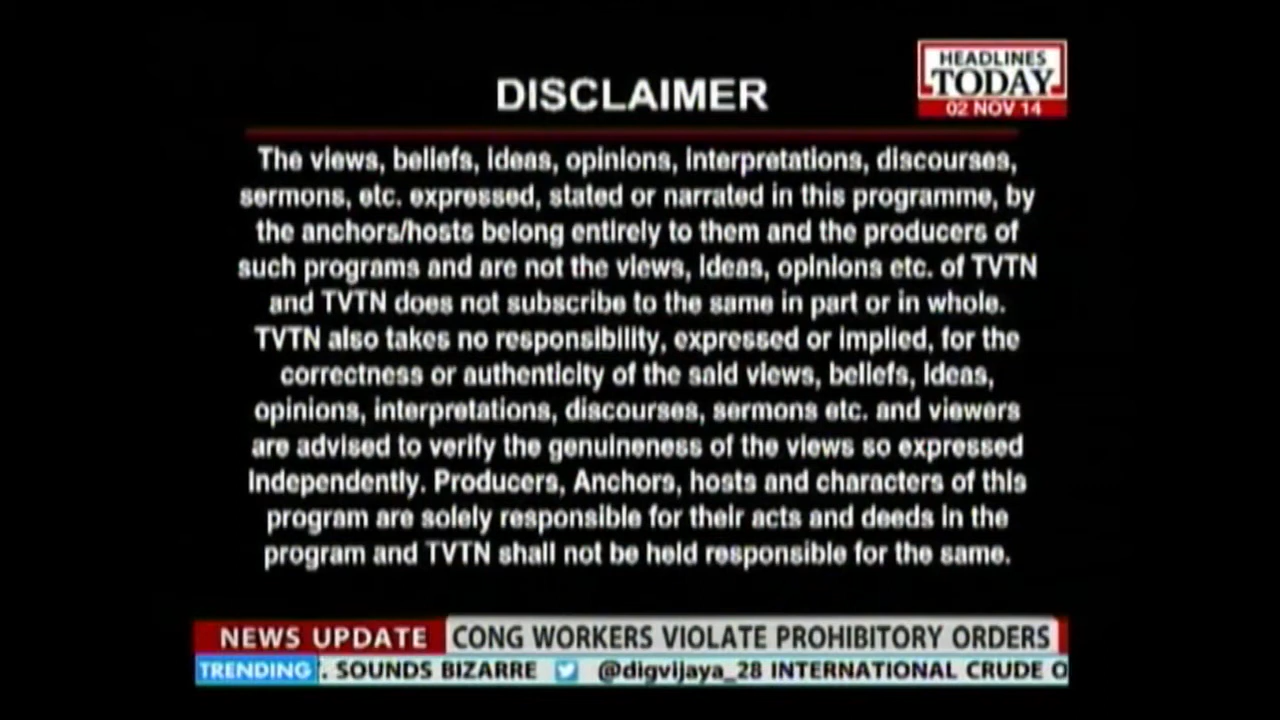 HEADLINES
TODAY
02 NOV 14
DISCLAIMER
The views, beliefs, ideas, opinions, interpretations, discourses,
sermons, etc. expressed, stated or narrated in this programme, by
the anchors/hosts belong entirely to them and the producers of
such programs and are not the views, ideas, opinions etc. of TVTN
and TVTN does not subscribe to the same in part or in whole.
TVTN also takes no responsibility, expressed or implied, for the
correctness or authenticity of the said views, beliefs, ideas,
opinions, interpretations, discourses, sermons etc. and viewers
are advised to verify the genuineness of the views so expressed
independently. Producers, Anchors, hosts and characters of this
program are solely responsible for their acts and deeds in the
program and TVTN shall not be held responsible for the same.
NEWS UPDATE CONG WORKERS VIOLATE PROHIBITORY ORDERS
TRENDING . SOUNDS BIZARRE @digvijaya_28 INTERNATIONAL CRUDE O